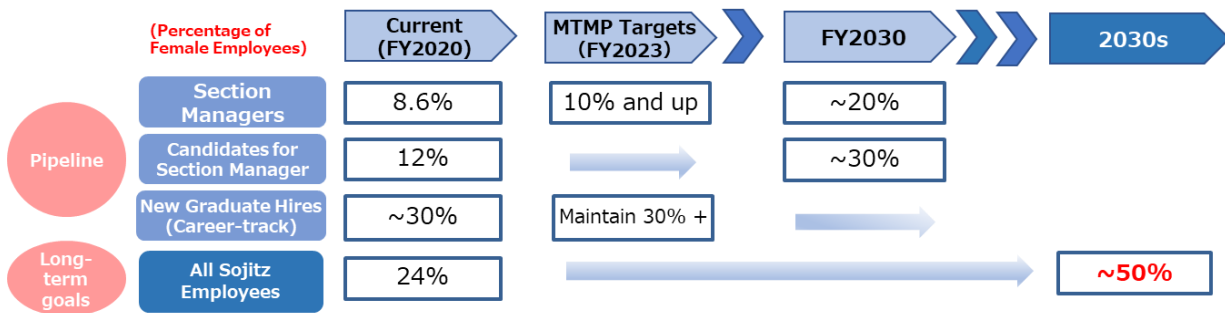 (Percentage of
Female Employees)
Current
(FY2020)
MTMP Targets
(FY2023)
FY2030
2030s
Pipeline
Section
Managers
8.6%
10% and up
~20%
Candidates for
Section Manager
12%
~30%
New Graduate Hires
(Career-track)
~30%
Maintain 30% +
Long-
term
goals
All Sojitz
Employees
24%
~50%